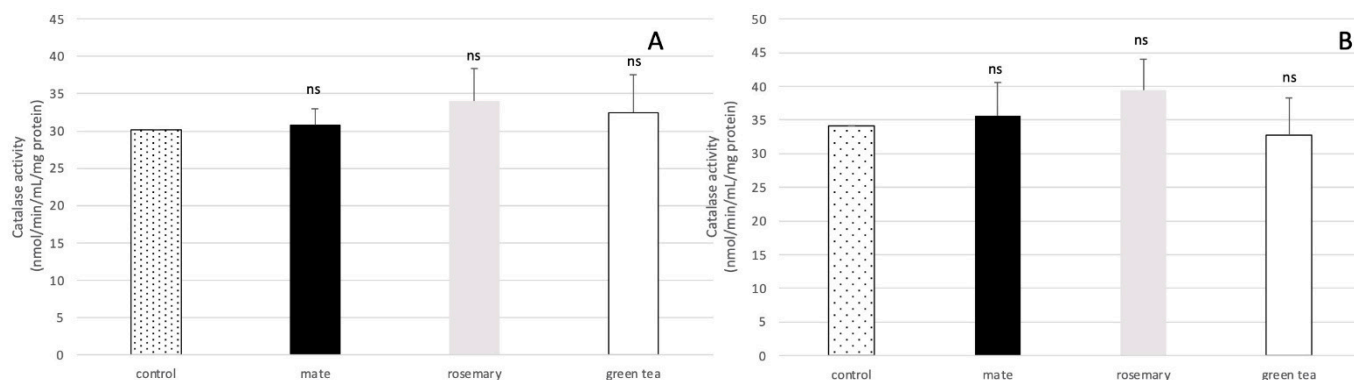 A
45
40
35
30
25
20
15
10
5
0
Catalase activity
(nmol/min/mL/mg protein)
ns
ns
ns
control
mate
rosemary
green tea
B
50
45
40
35
30
25
20
15
10
5
0
Catalase activity
(nmol/min/mL/mg protein)
ns
ns
ns
control
mate
rosemary
green tea